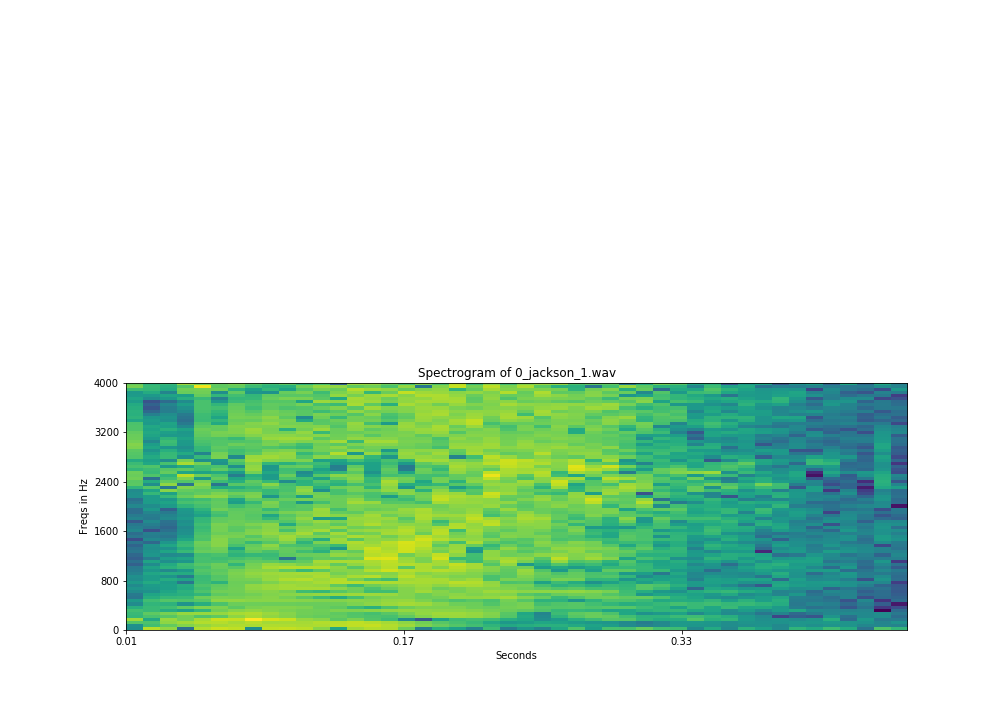 Spectrogram of 0_jackson_1.wav
4000
3200
2400
1600
800
0
Freqs in Hz
0.01 0.17 0.33
Seconds